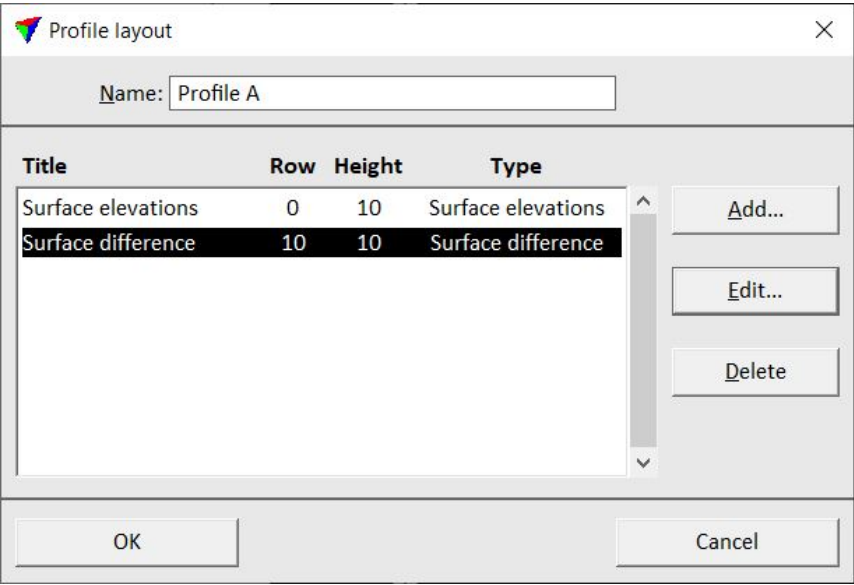 Profile layout
Name: Profile A
Title Row Height Type
Surface elevations 0 10 Surface elevations
Surface difference 10 10 Surface difference
Add...
Edit...
Delete
OK Cancel